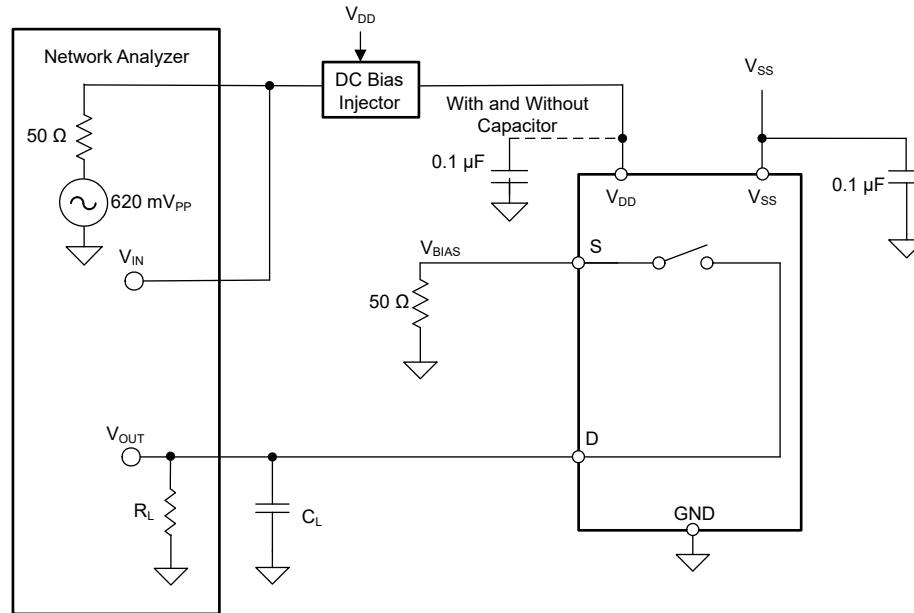 V_DD
Network Analyzer
DC Bias
Injector
V_SS
With and Without
Capacitor
50 Ω
0.1 µF
0.1 µF
620 mV_PP
V_DD
V_SS
V_IN
V_BIAS
S
50 Ω
V_OUT
D
R_L
C_L
GND